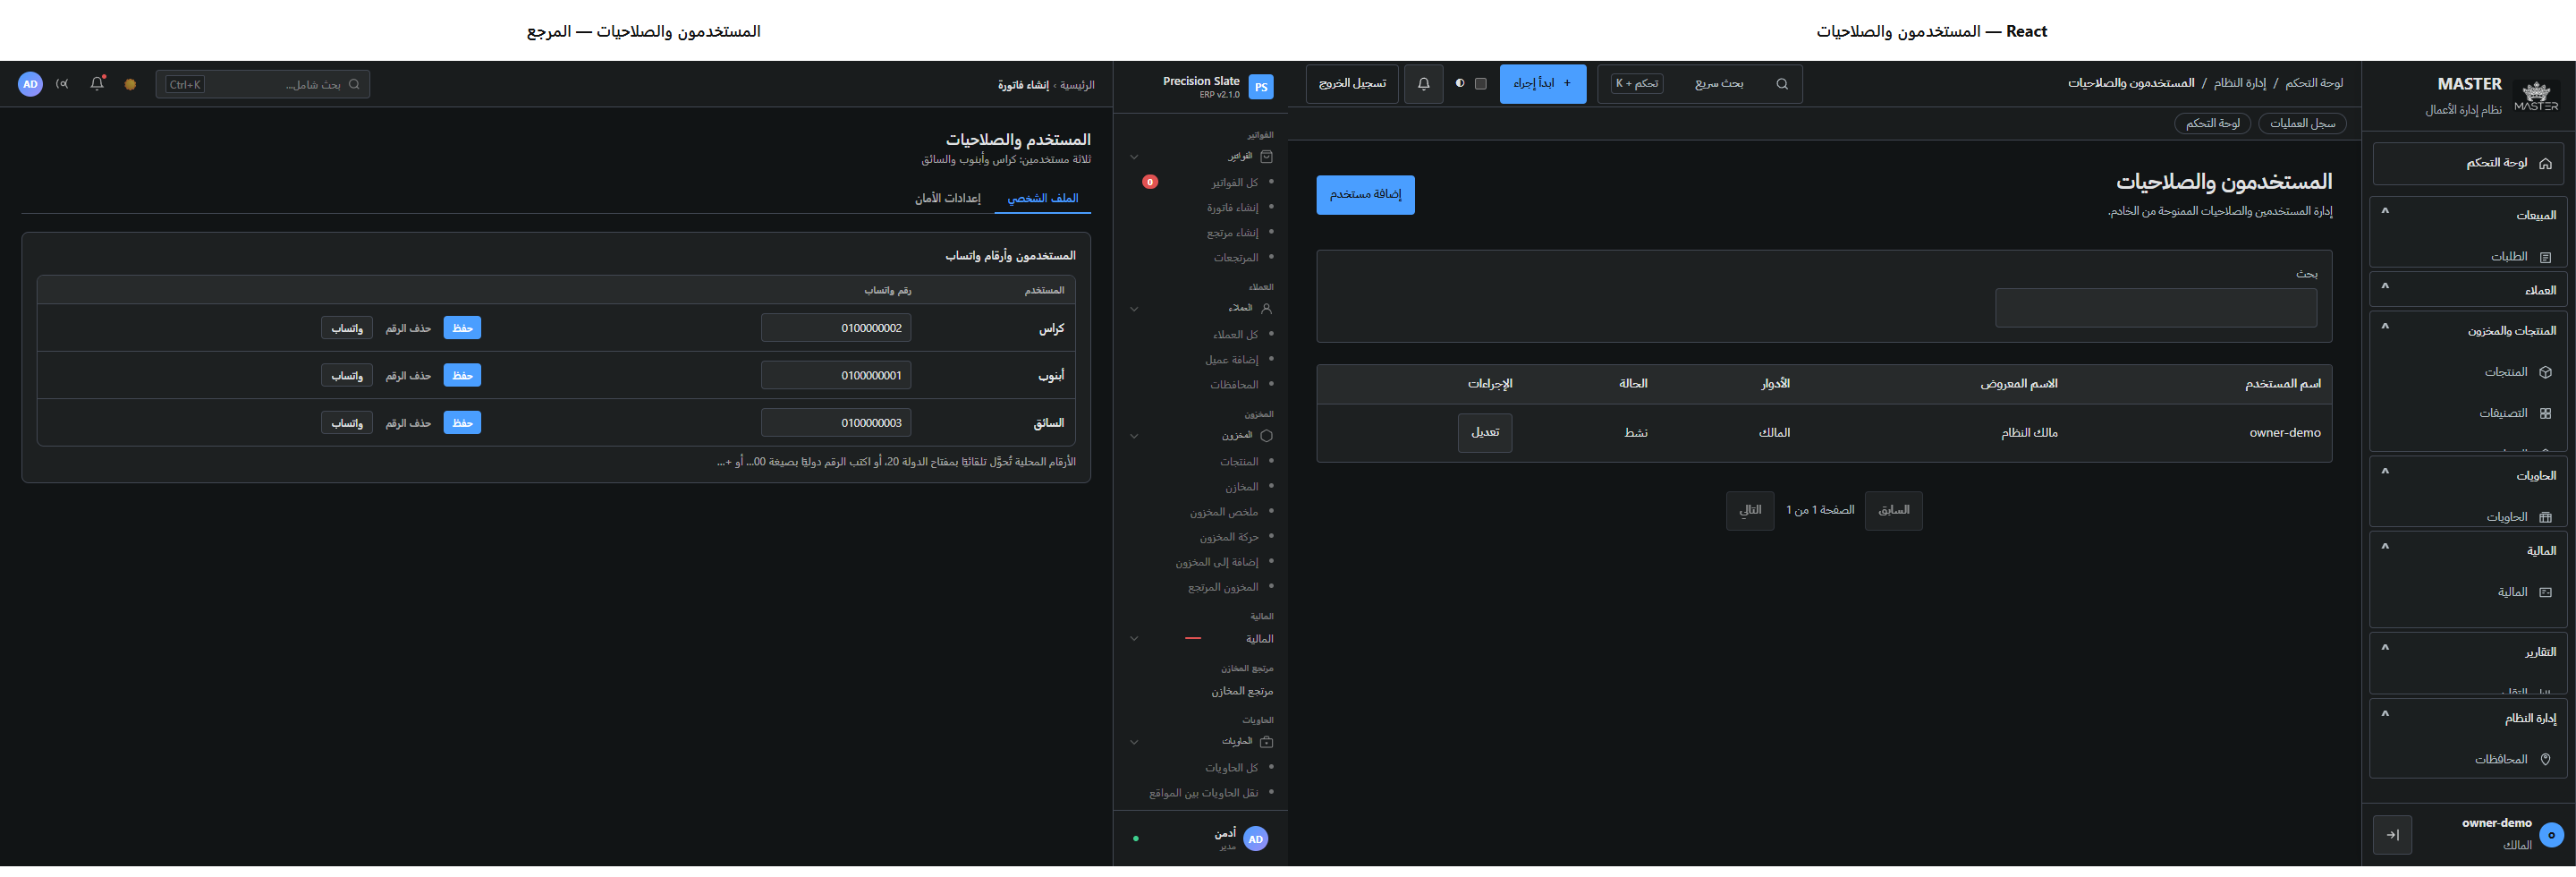 React — المستخدمون والصلاحيات
MASTER
نظام إدارة الأعمال
MASTER
لوحة التحكم
المبيعات
الطلبات
العملاء
المنتجات والمخزون
المنتجات
التصنيفات
الحاويات
الحاويات
المالية
المالية
التقارير
إدارة النظام
المحافظات
owner-demo
المالك
لوحة التحكم / إدارة النظام / المستخدمون والصلاحيات
بحث سريع
تحكم + K
+ ابدأ إجراء
تسجيل الخروج
سجل العمليات
لوحة التحكم
المستخدمون والصلاحيات
إدارة المستخدمين والصلاحيات الممنوحة من الخادم.
إضافة مستخدم
بحث
اسم المستخدم الاسم المعروض الأدوار الحالة الإجراءات
owner-demo مالك النظام المالك نشط تعديل
السابق الصفحة 1 من 1 التالي
المستخدمون والصلاحيات — المرجع
PS
Precision Slate
ERP v2.1.0
الفواتير
الفواتير
كل الفواتير
0
إنشاء فاتورة
إنشاء مرتجع
المرتجعات
العملاء
العملاء
كل العملاء
إضافة عميل
المحافظات
المخزون
المخزون
المنتجات
المخازن
ملخص المخزون
حركة المخزون
إضافة إلى المخزون
المخزون المرتجع
المالية
المالية
مرتجع المخازن
مرتجع المخازن
الحاويات
الحاويات
كل الحاويات
نقل الحاويات بين المواقع
AD
أدمن
مدير
الرئيسية › إنشاء فاتورة
بحث شامل...
Ctrl+K
AD
المستخدم والصلاحيات
ثلاثة مستخدمين: كراس وأبنوب والسائق
الملف الشخصي
إعدادات الأمان
المستخدمون وأرقام واتساب
المستخدم رقم واتساب
كراس 0100000002 حفظ حذف الرقم واتساب
أبنوب 0100000001 حفظ حذف الرقم واتساب
السائق 0100000003 حفظ حذف الرقم واتساب
الأرقام المحلية تُحوَّل تلقائيًا بمفتاح الدولة 20، أو اكتب الرقم دوليًا بصيغة 00... أو +...